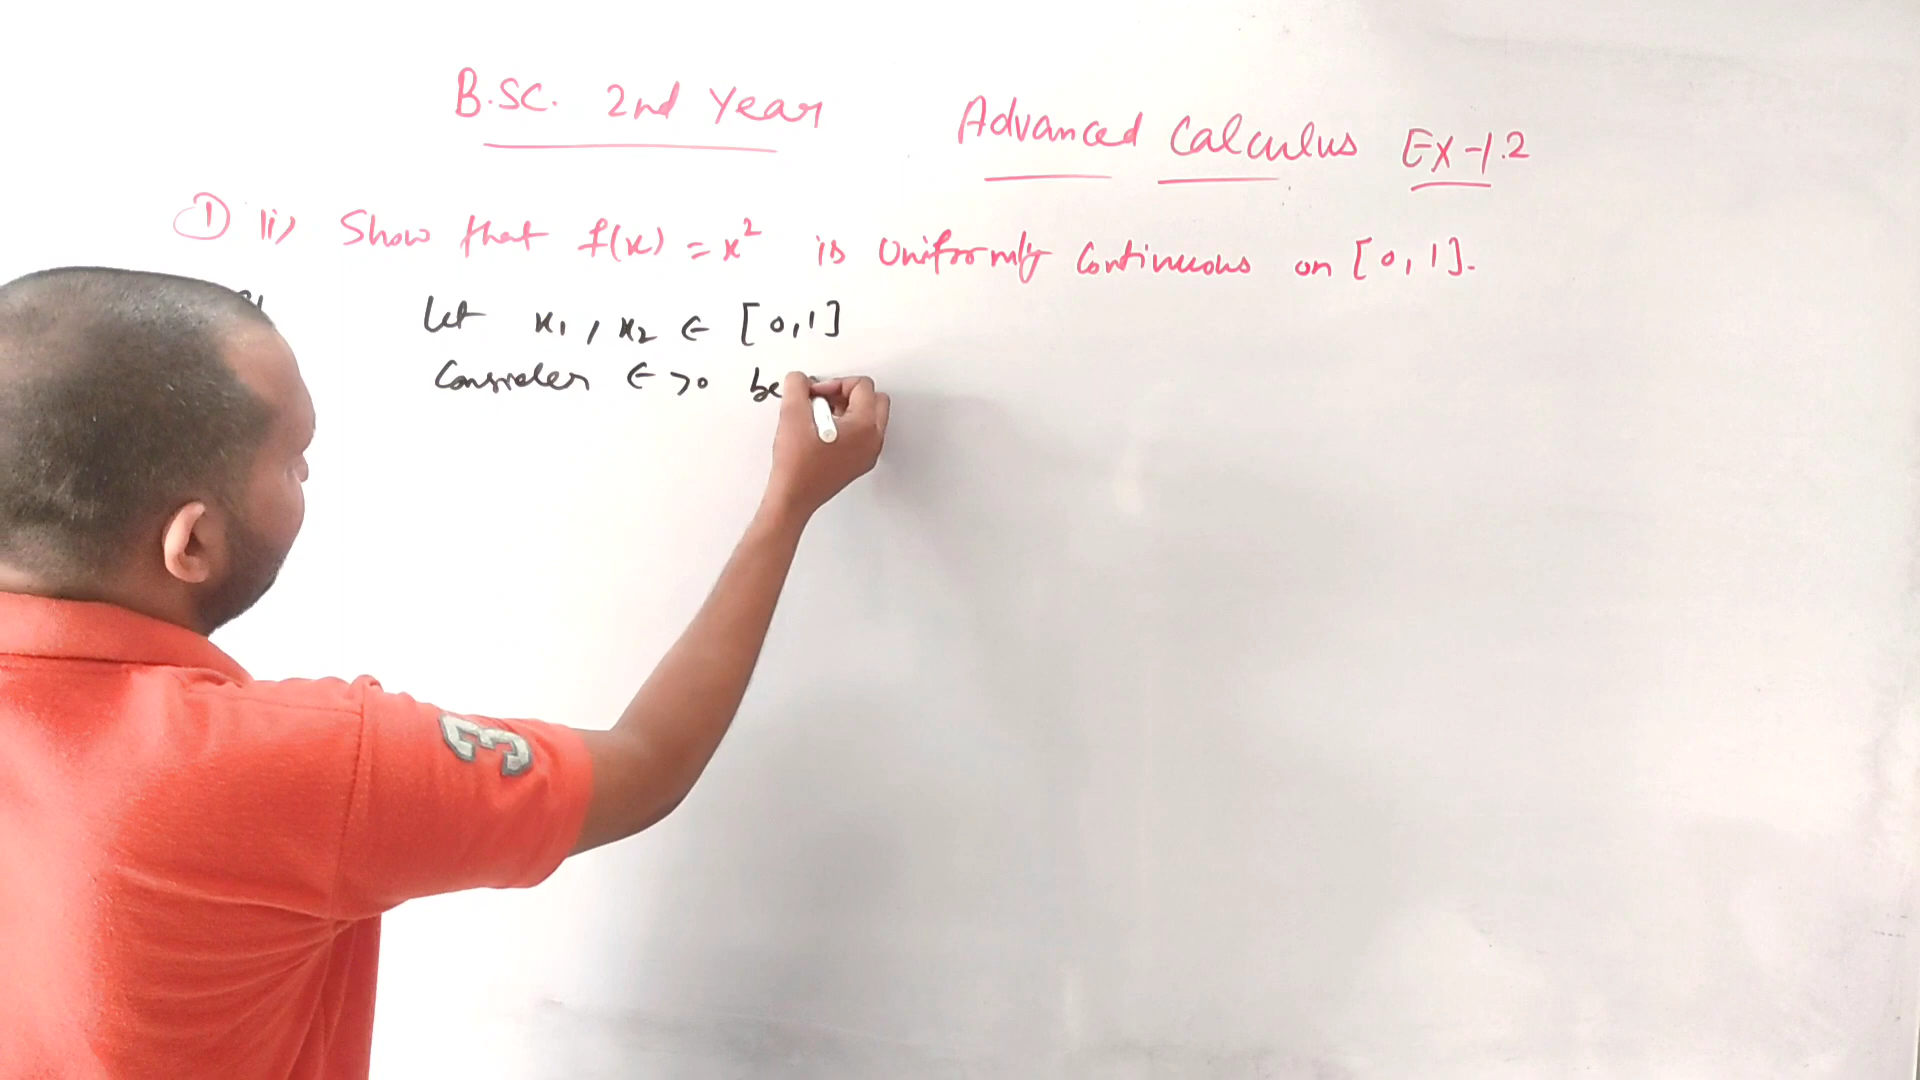 B.SC. 2nd Year Advanced Calculus EX-1.2
① (i) Show that f(x) = x² is Uniformly Continuous on [0,1].
Let x₁, x₂ ∈ [0,1]
Consider ϵ >0 be
3